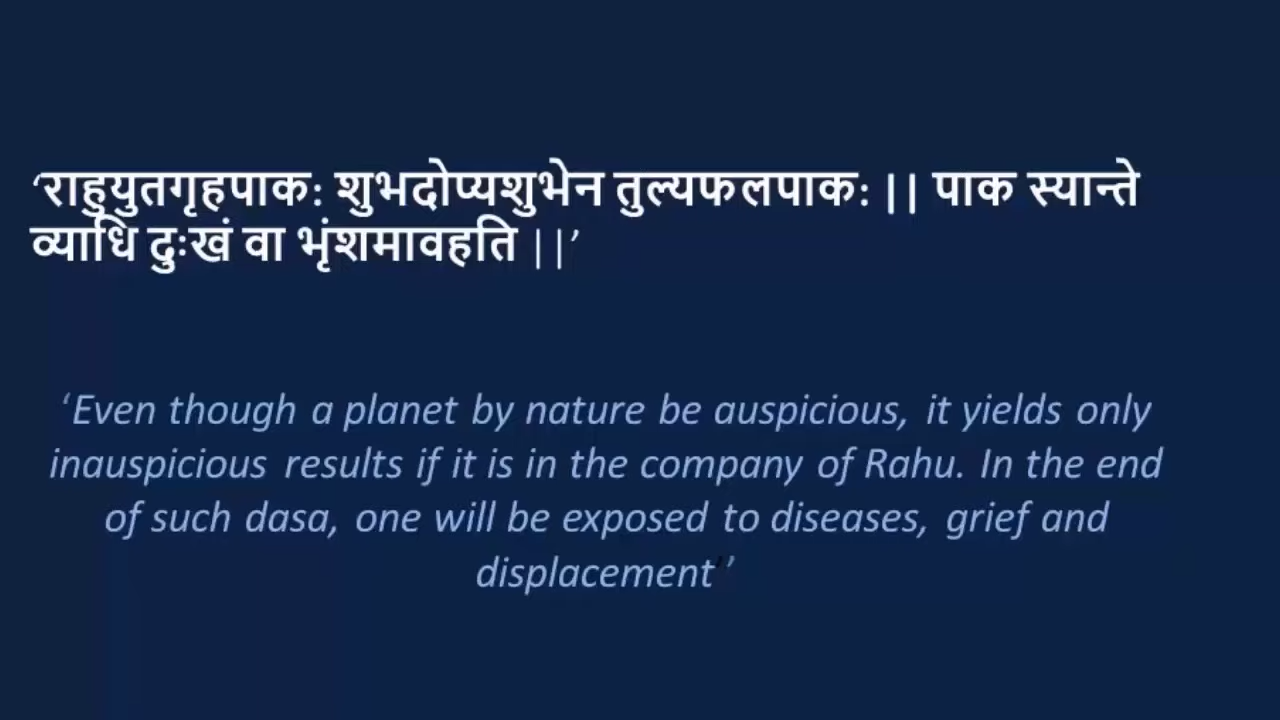 ‘राहुयुतगृहपाकः शुभदोप्यशुभेन तुल्यफलपाकः || पाक स्यान्ते
व्याधि दुःखं वा भृंशमावहति ||’
‘Even though a planet by nature be auspicious, it yields only
inauspicious results if it is in the company of Rahu. In the end
of such dasa, one will be exposed to diseases, grief and
displacement’’